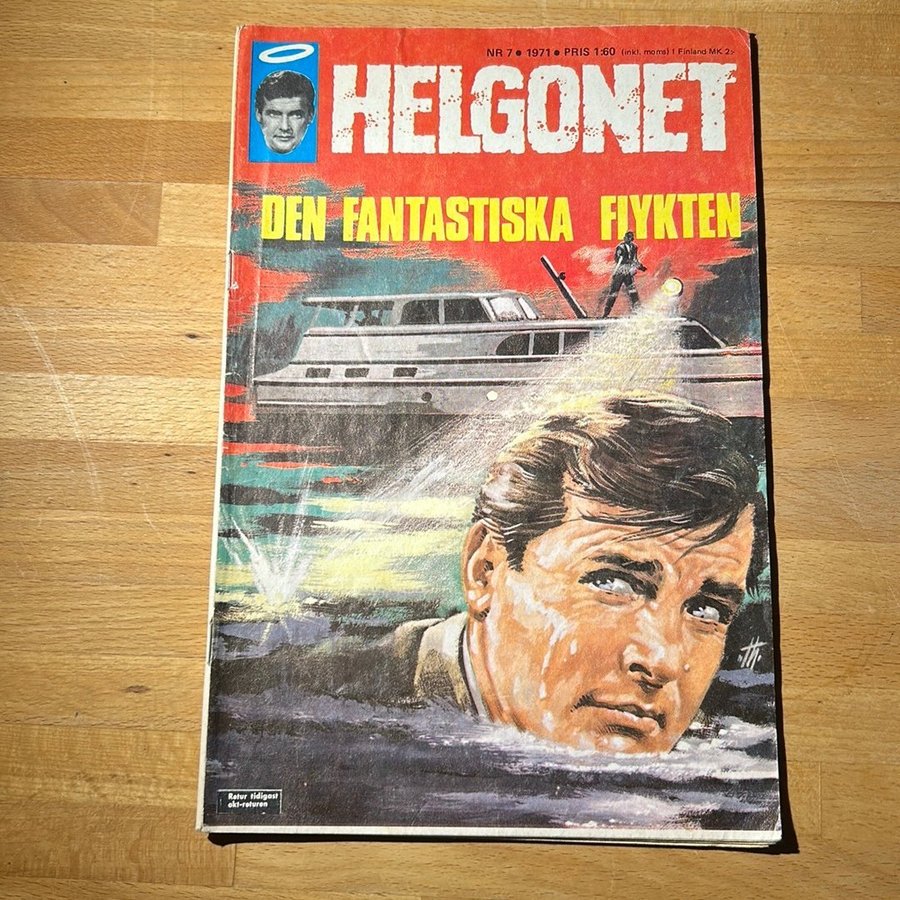 NR 7 • 1971 • PRIS 1:60 (inkl. moms) I Finland MK 2:-
HELGONET
DEN FANTASTISKA FlYKTEN
Retur tidigast
okt-returen